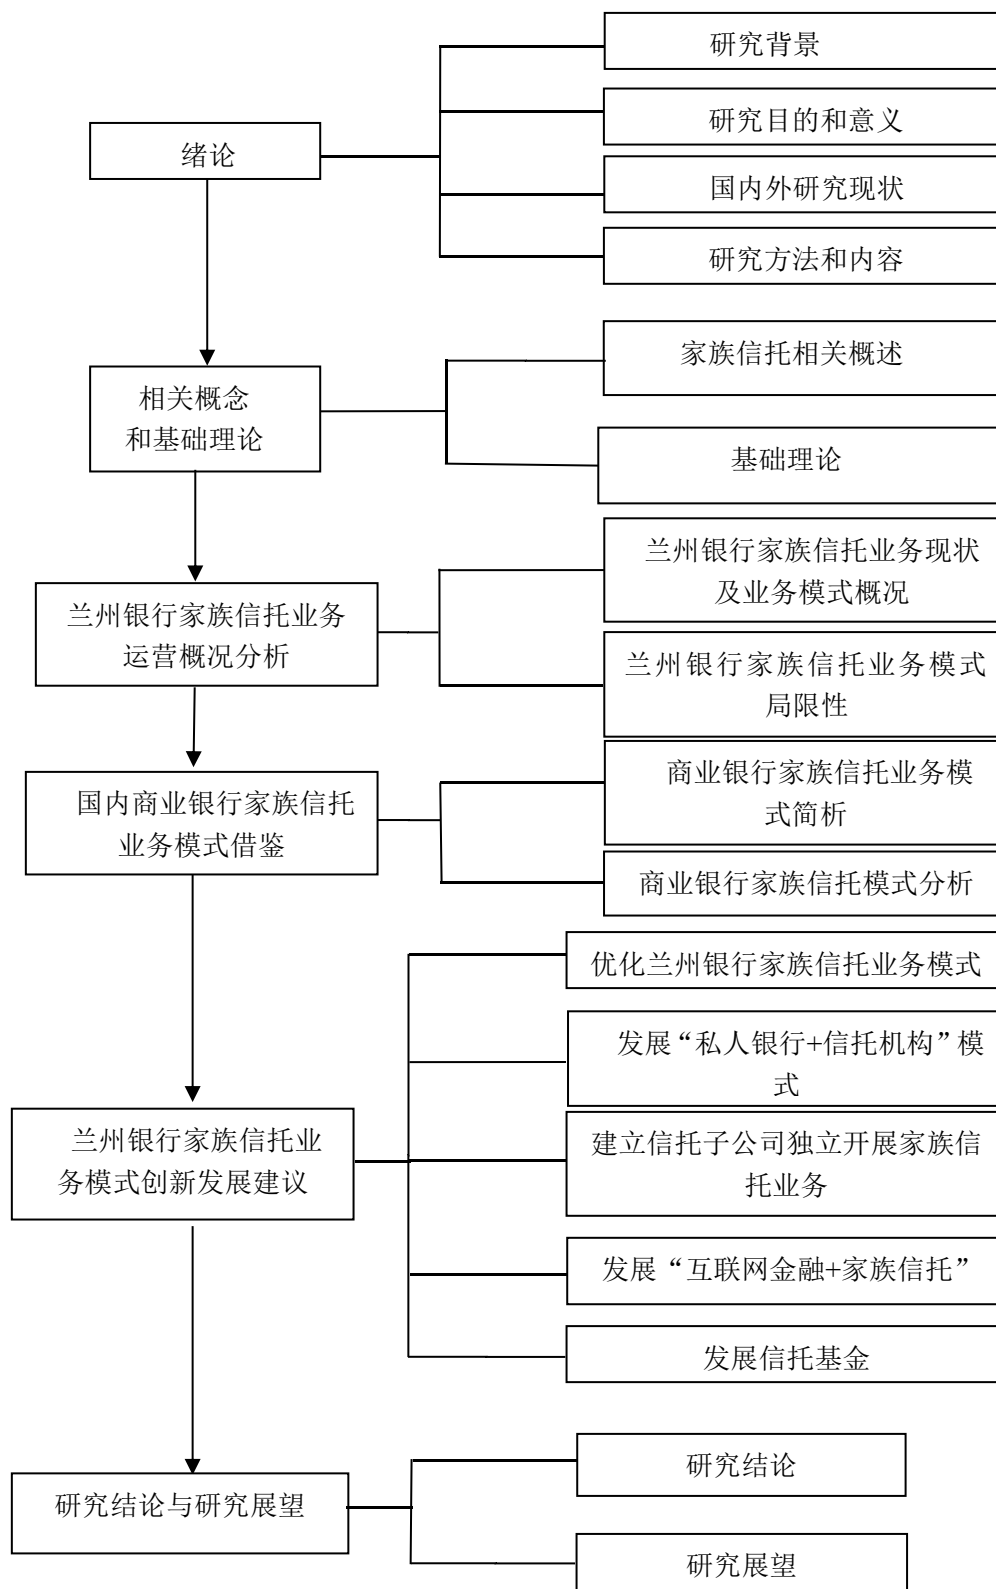 绪论
研究背景
研究目的和意义
国内外研究现状
研究方法和内容
相关概念
和基础理论
家族信托相关概述
基础理论
兰州银行家族信托业务
运营概况分析
兰州银行家族信托业务现状
及业务模式概况
兰州银行家族信托业务模式
局限性
国内商业银行家族信托
业务模式借鉴
商业银行家族信托业务模
式简析
商业银行家族信托模式分析
兰州银行家族信托业
务模式创新发展建议
优化兰州银行家族信托业务模式
发展“私人银行+信托机构”模
式
建立信托子公司独立开展家族信
托业务
发展“互联网金融+家族信托”
发展信托基金
研究结论与研究展望
研究结论
研究展望